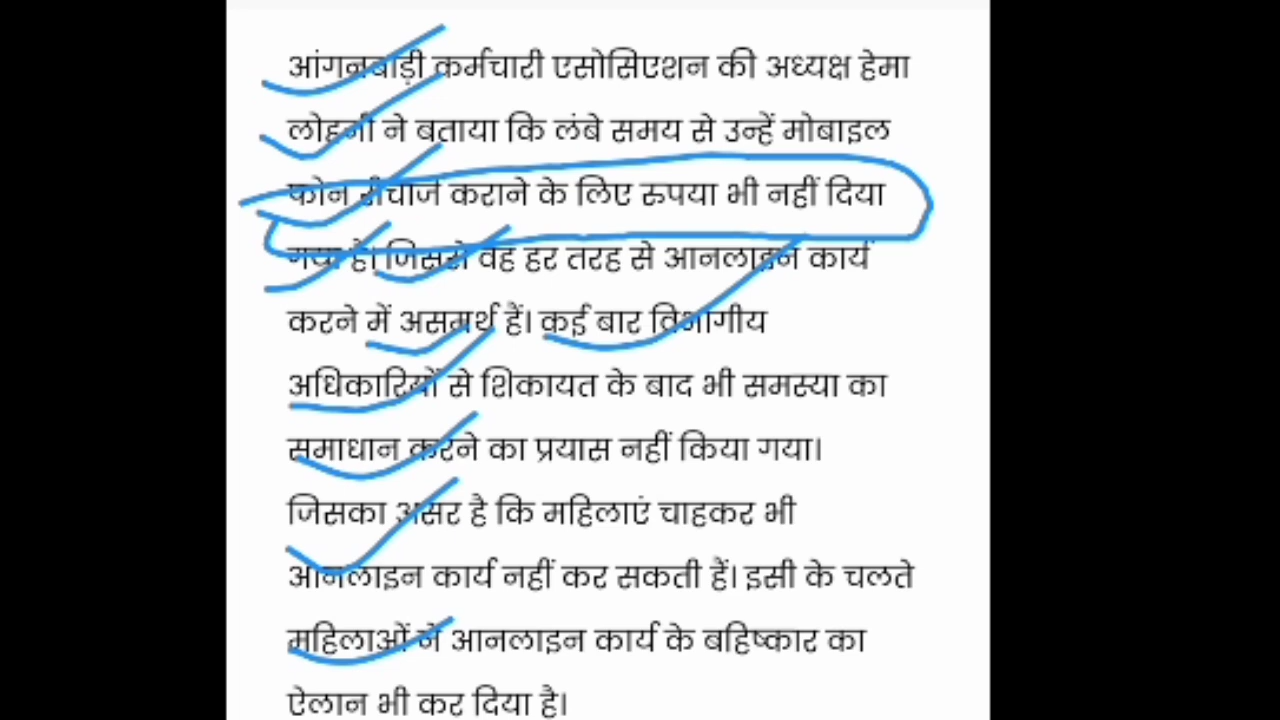 आंगनबाड़ी कर्मचारी एसोसिएशन की अध्यक्ष हेमा
लोहनी ने बताया कि लंबे समय से उन्हें मोबाइल
फोन रीचार्ज कराने के लिए रुपया भी नहीं दिया
गया है। जिससे वह हर तरह से आनलाइन कार्य
करने में असमर्थ हैं। कई बार विभागीय
अधिकारियों से शिकायत के बाद भी समस्या का
समाधान करने का प्रयास नहीं किया गया।
जिसका असर है कि महिलाएं चाहकर भी
आनलाइन कार्य नहीं कर सकती हैं। इसी के चलते
महिलाओं ने आनलाइन कार्य के बहिष्कार का
ऐलान भी कर दिया है।